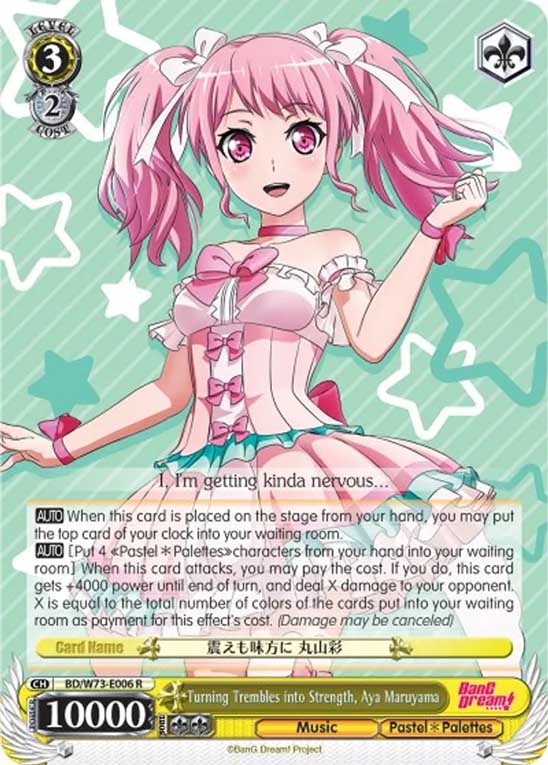 LEVEL
3
2
COST
I, I'm getting kinda nervous...
AUTO When this card is placed on the stage from your hand, you may put
the top card of your clock into your waiting room.
AUTO [Put 4 ≪Pastel＊Palettes≫characters from your hand into your waiting
room] When this card attacks, you may pay the cost. If you do, this card
gets +4000 power until end of turn, and deal X damage to your opponent.
X is equal to the total number of colors of the cards put into your waiting
room as payment for this effect's cost. (Damage may be canceled)
Card Name
震えも味方に 丸山彩
CH BD/W73-E006 R
Turning Trembles into Strength, Aya Maruyama
BanG Dream!
POWER
10000
SOUL
Music
Pastel＊Palettes
©BanG Dream! Project